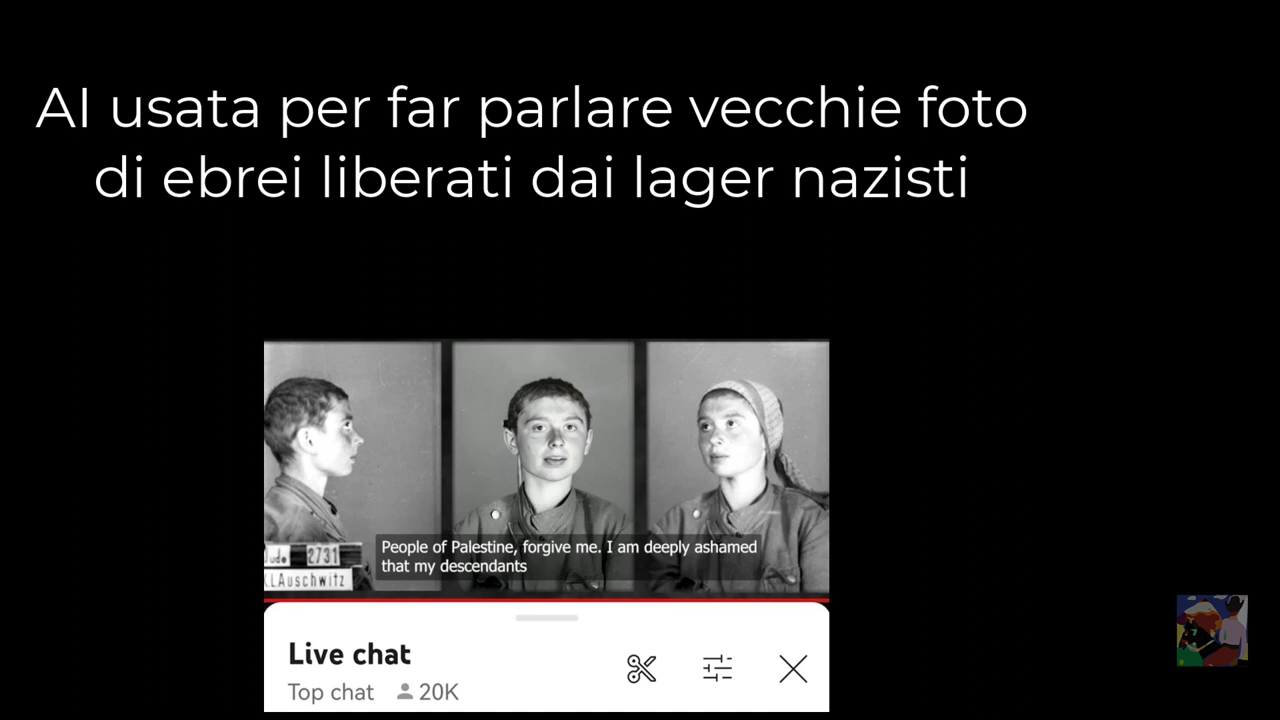 AI usata per far parlare vecchie foto
di ebrei liberati dai lager nazisti
People of Palestine, forgive me. I am deeply ashamed
that my descendants
Jude 2731
KLAuschwitz
Live chat
Top chat 20K